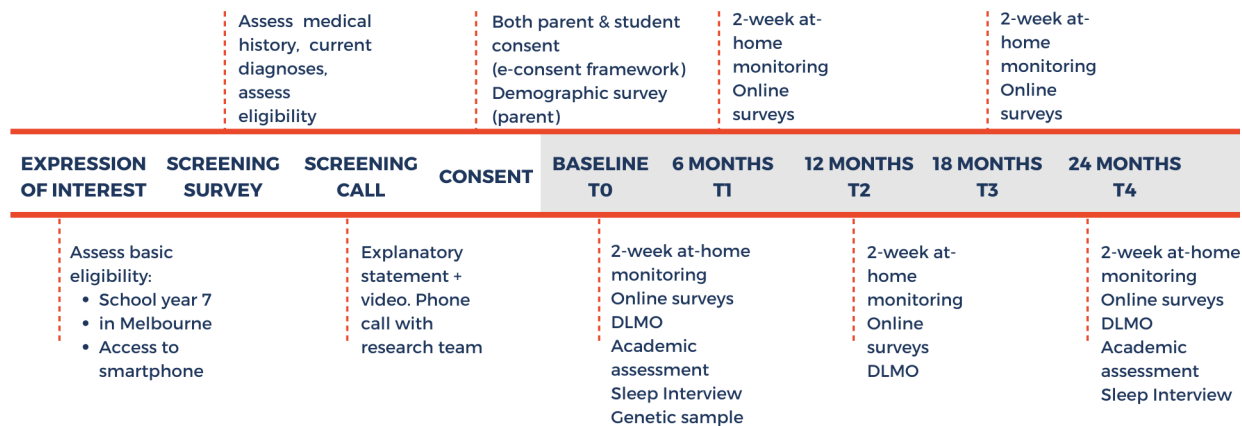 Assess medical
history, current
diagnoses,
assess
eligibility
Both parent & student
consent
(e-consent framework)
Demographic survey
(parent)
2-week at-
home
monitoring
Online
surveys
2-week at-
home
monitoring
Online
surveys
EXPRESSION
OF INTEREST
SCREENING
SURVEY
SCREENING
CALL
CONSENT
BASELINE
T0
6 MONTHS
T1
12 MONTHS
T2
18 MONTHS
T3
24 MONTHS
T4
Assess basic
eligibility:
• School year 7
• in Melbourne
• Access to
smartphone
Explanatory
statement +
video. Phone
call with
research team
2-week at-home
monitoring
Online surveys
DLMO
Academic
assessment
Sleep Interview
Genetic sample
2-week at-
home
monitoring
Online
surveys
DLMO
2-week at-home
monitoring
Online surveys
DLMO
Academic
assessment
Sleep Interview